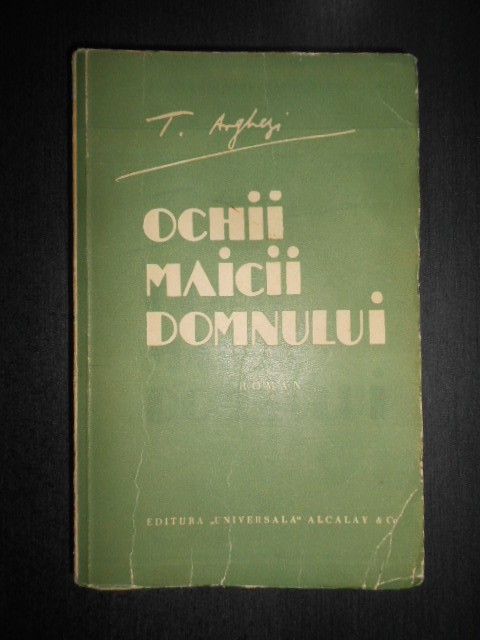 T. Arghezi
OCHII
MAICII
DOMNULUI
ROMAN
EDITURA „UNIVERSALA“ ALCALAY & Co